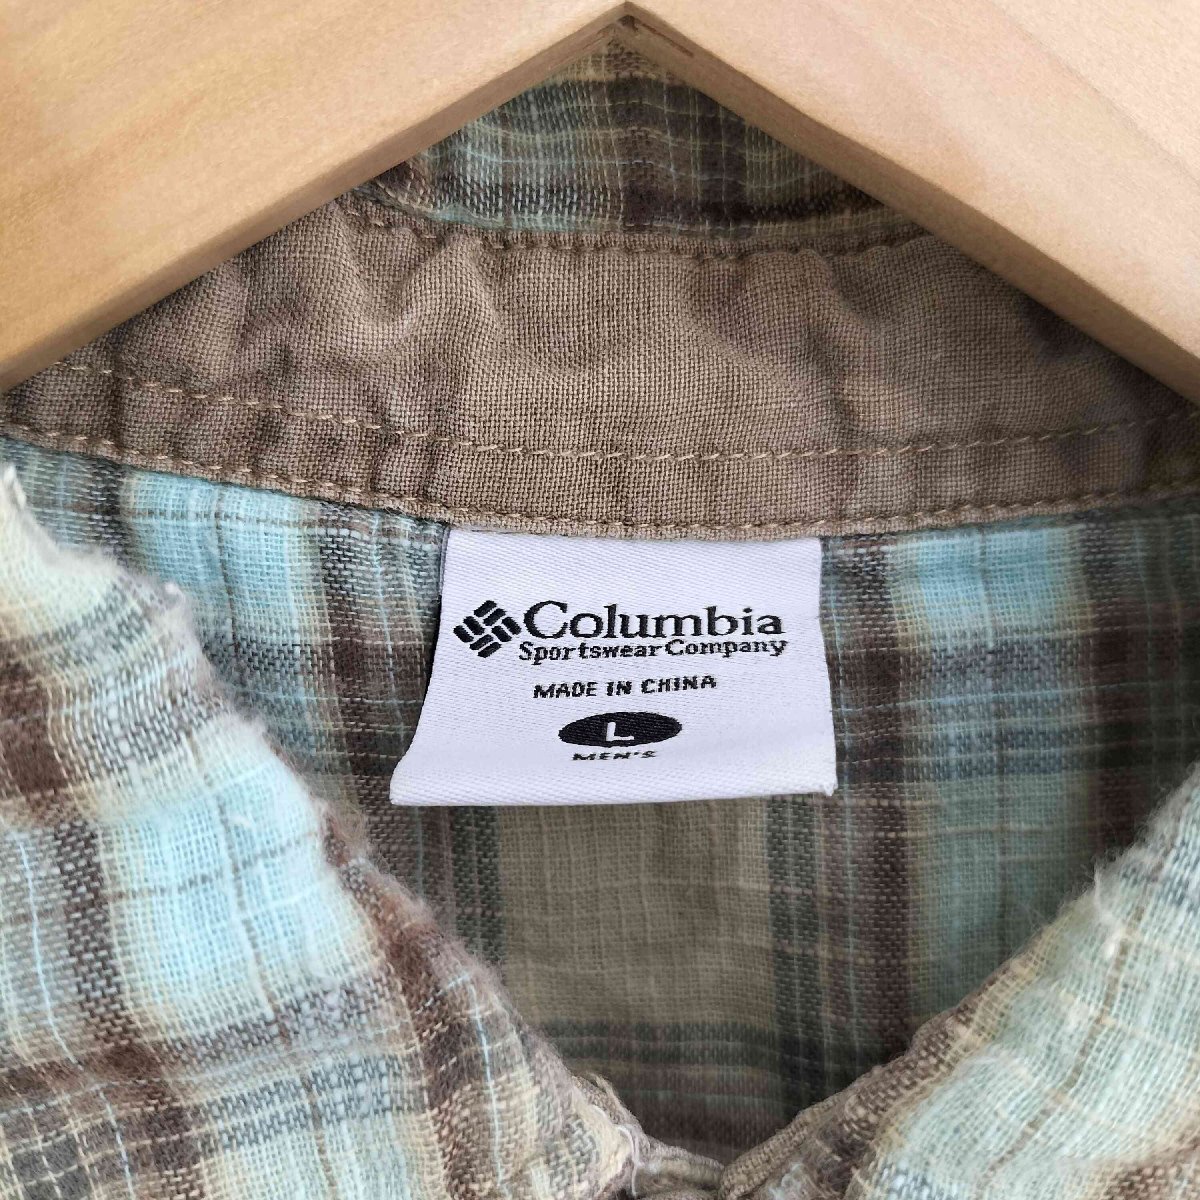 Columbia
Sportswear Company
MADE IN CHINA
L
MEN'S